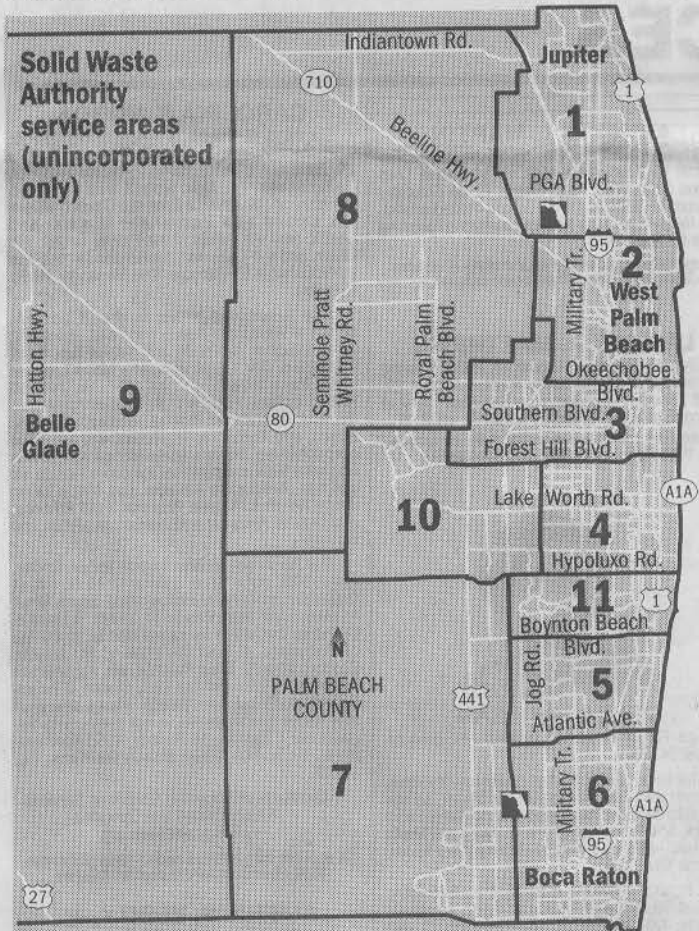 Solid Waste
Authority
service areas
(unincorporated
only)
Indiantown Rd.
710
Jupiter
1
1
Beeline Hwy.
PGA Blvd.
8
95
2
Military Tr.
West
Palm
Beach
Hatton Hwy.
Seminole Pratt
Whitney Rd.
Royal Palm
Beach Blvd.
Okeechobee
Blvd.
9
Belle
Glade
80
Southern Blvd.
3
Forest Hill Blvd.
10
Lake Worth Rd.
A1A
4
Hypoluxo Rd.
11
1
Boynton Beach
Blvd.
N
PALM BEACH
COUNTY
441
Jog Rd.
5
Atlantic Ave.
7
Military Tr.
6
A1A
95
Boca Raton
27